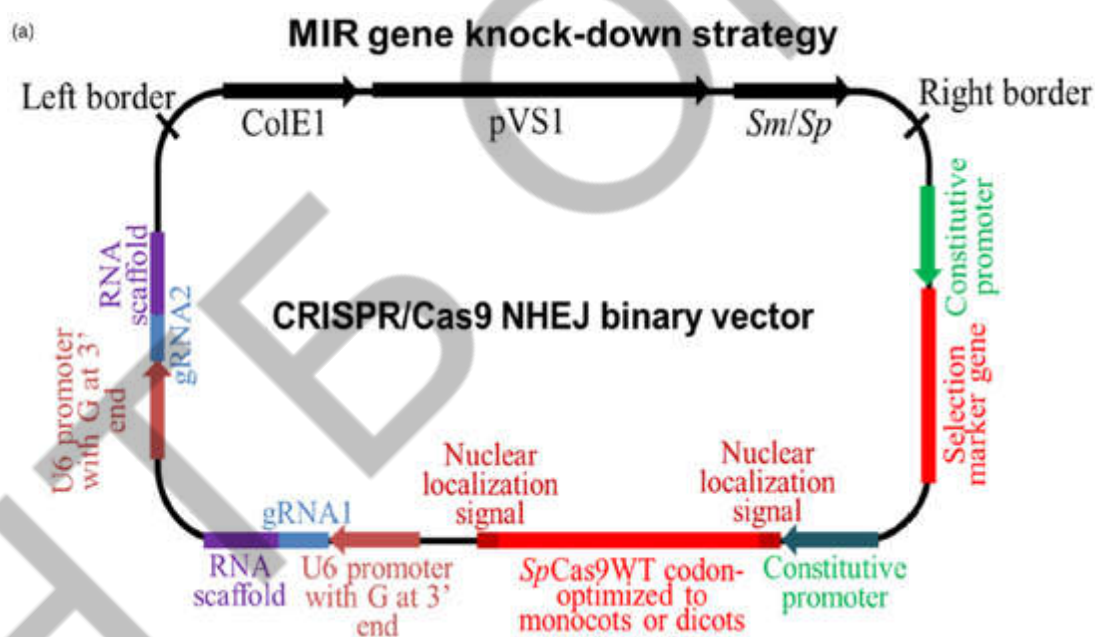 (a)
MIR gene knock-down strategy
Left border
ColE1
pVS1
Sm/Sp
Right border
Constitutive
promoter
Selection
marker gene
RNA
scaffold
gRNA2
U6 promoter
with G at 3'
end
CRISPR/Cas9 NHEJ binary vector
Nuclear
localization
signal
Nuclear
localization
signal
gRNA1
RNA
scaffold
U6 promoter
with G at 3'
end
SpCas9WT codon-
optimized to
monocots or dicots
Constitutive
promoter